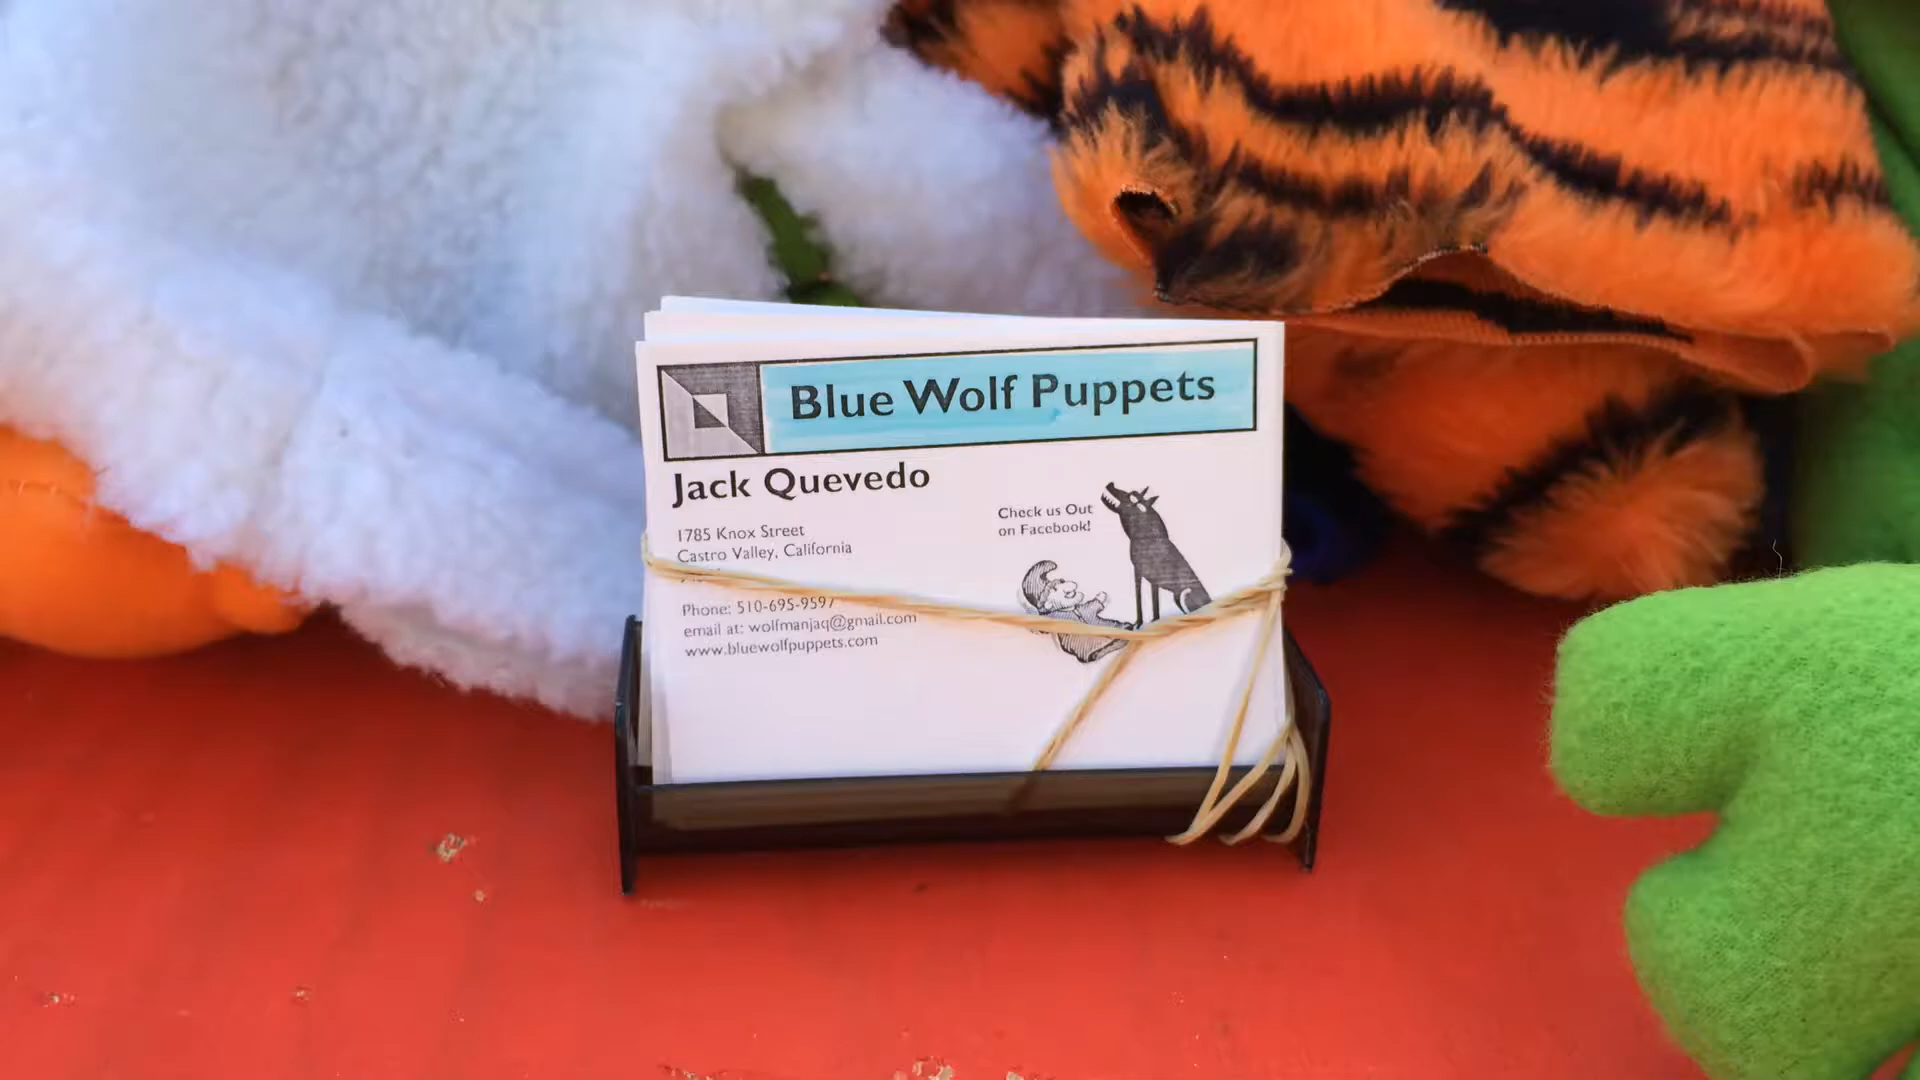 Blue Wolf Puppets
Jack Quevedo
Check us Out
on Facebook!
1785 Knox Street
Castro Valley, California
Phone: 510-695-9597
email at: wolfmanjaq@gmail.com
www.bluewolfpuppets.com